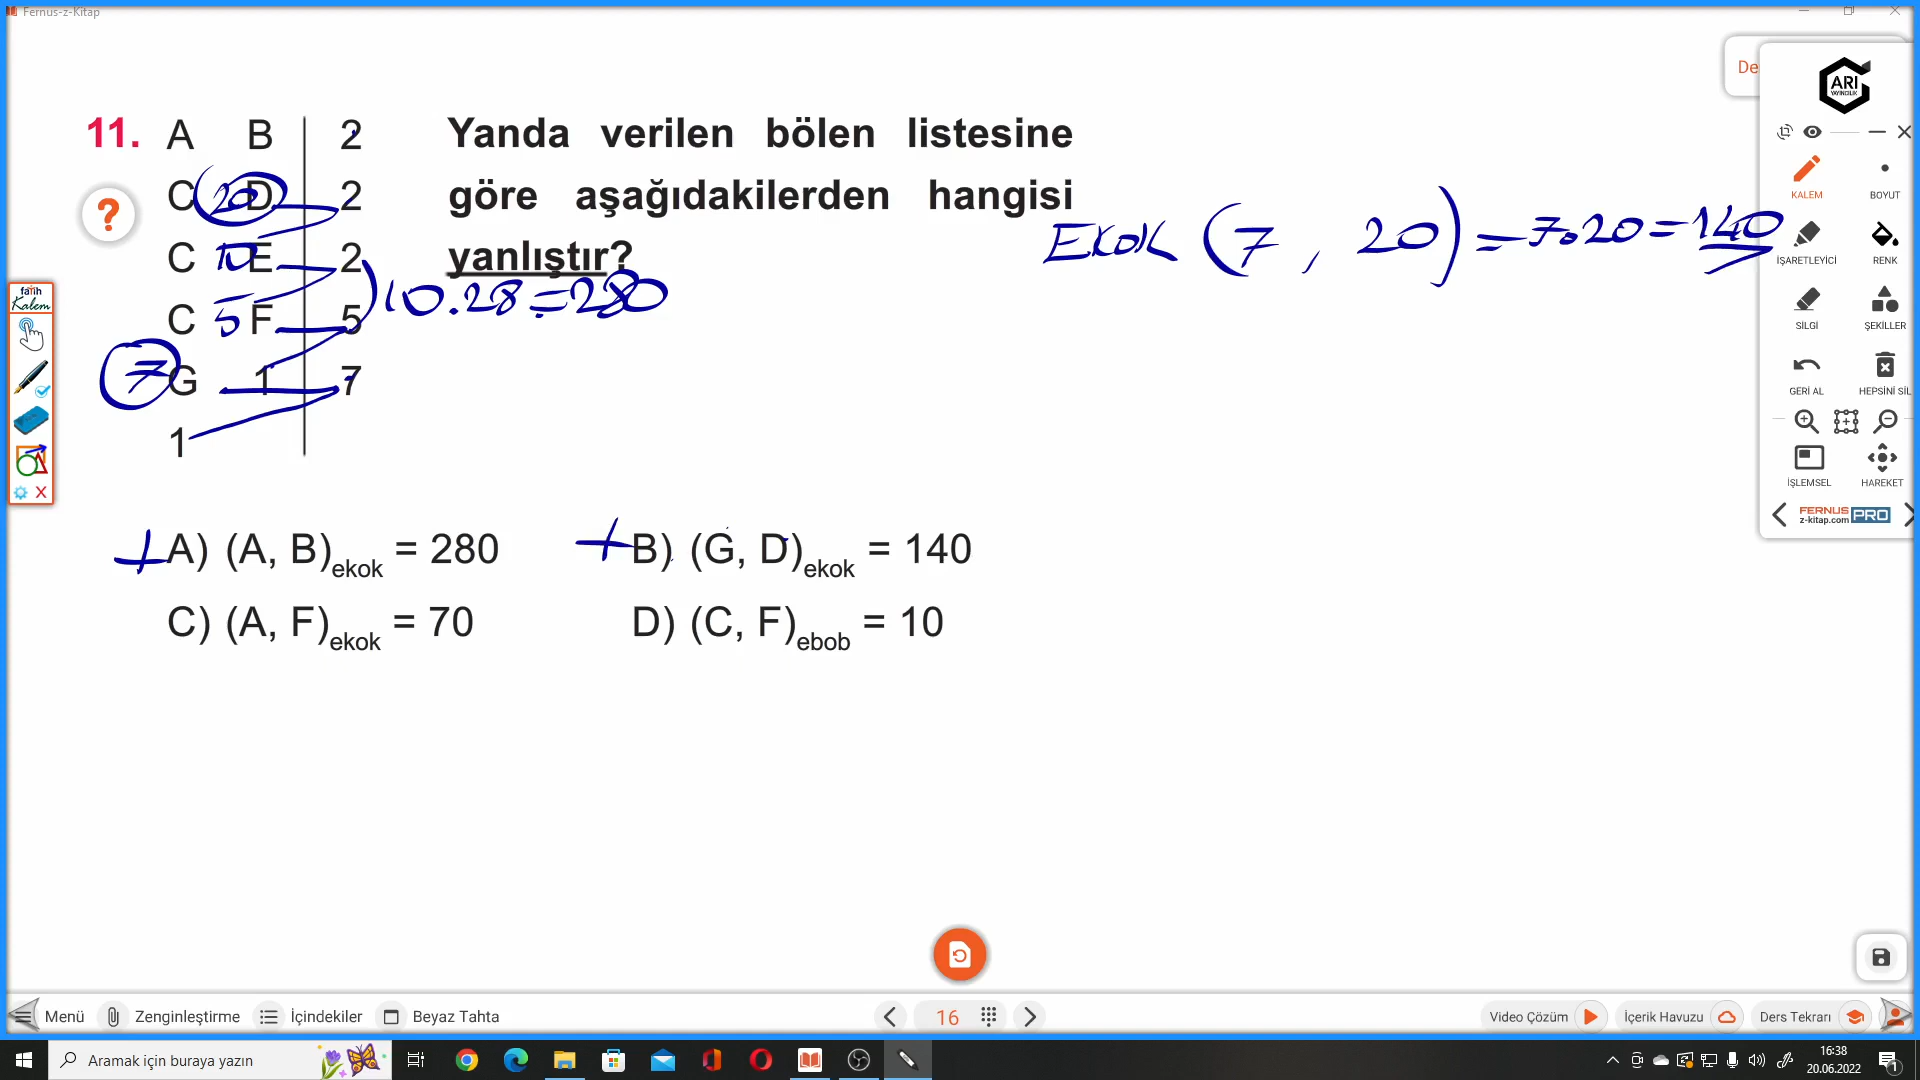 Fernus-z-Kitap
De
ARI
YAYINCILIK
11. A B 2 Yanda verilen bölen listesine
C 20 D 2 göre aşağıdakilerden hangisi
C 10 E 2 yanlıştır?
C 5 F 5 10.28=280
7 G 1 7
1
Ekok (7, 20) = 7.20 = 140
A) (A, B)ekok = 280 B) (G, D)ekok = 140
C) (A, F)ekok = 70 D) (C, F)ebob = 10
fatih
Kalem
X
KALEM BOYUT
İŞARETLEYİCİ RENK
SİLGİ ŞEKİLLER
GERİ AL HEPSİNİ SİL
İŞLEMSEL HAREKET
FERNUS
z-kitap.com PRO
Menü Zenginleştirme İçindekiler Beyaz Tahta 16 Video Çözüm İçerik Havuzu Ders Tekrarı
Aramak için buraya yazın
16:38
20.06.2022
1